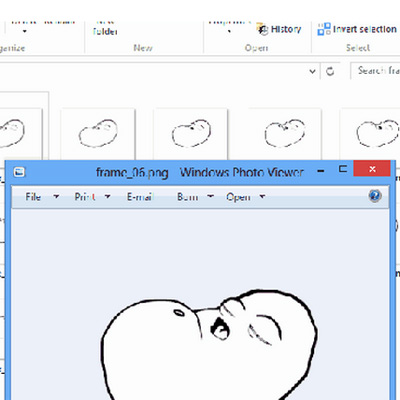 New
folder
History
Invert selection
Open
Select
New
Search fra
frame_06.png - Windows Photo Viewer
File Print E-mail Burn Open